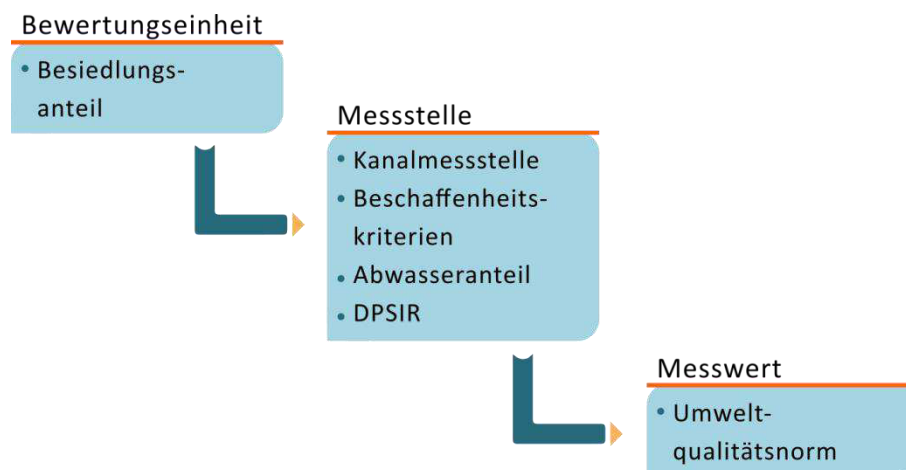 Bewertungseinheit
• Besiedlungs-
anteil
Messstelle
• Kanalmessstelle
• Beschaffenheits-
kriterien
• Abwasseranteil
• DPSIR
Messwert
• Umwelt-
qualitätsnorm